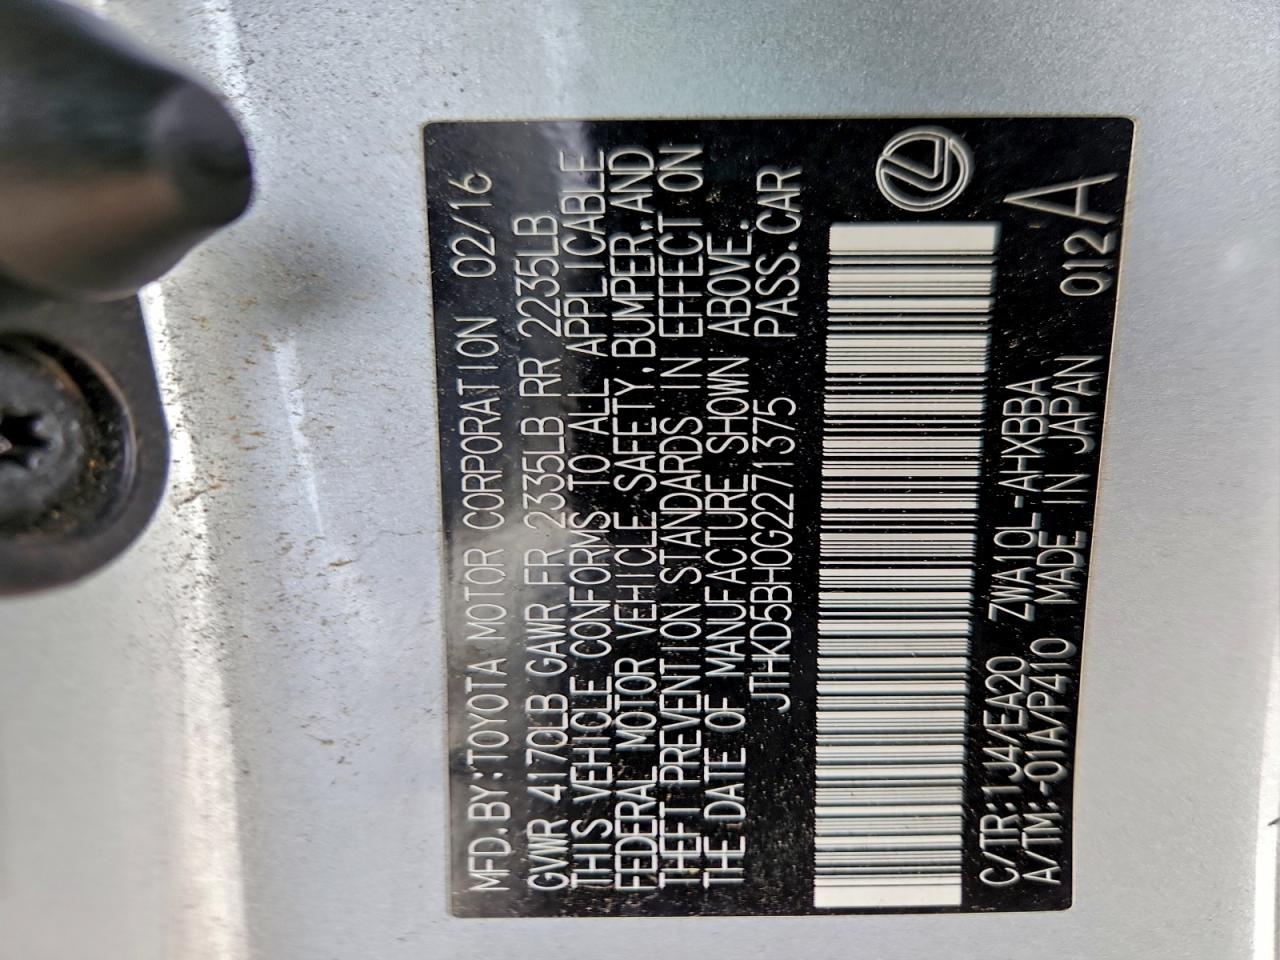 MFD.BY:TOYOTA MOTOR CORPORATION 02/16
GVWR 4170LB GAWR FR 2335LB RR 2235LB
THIS VEHICLE CONFORMS TO ALL APPLICABLE
FEDERAL MOTOR VEHICLE SAFETY,BUMPER,AND
THEFT PREVENTION STANDARDS IN EFFECT ON
THE DATE OF MANUFACTURE SHOWN ABOVE.
JTHKD5BH0G2271375 PASS.CAR
C/TR:1J4/EA20 ZWA10L-AHXBBA 012A
A/TM:-01A/P410 MADE IN JAPAN